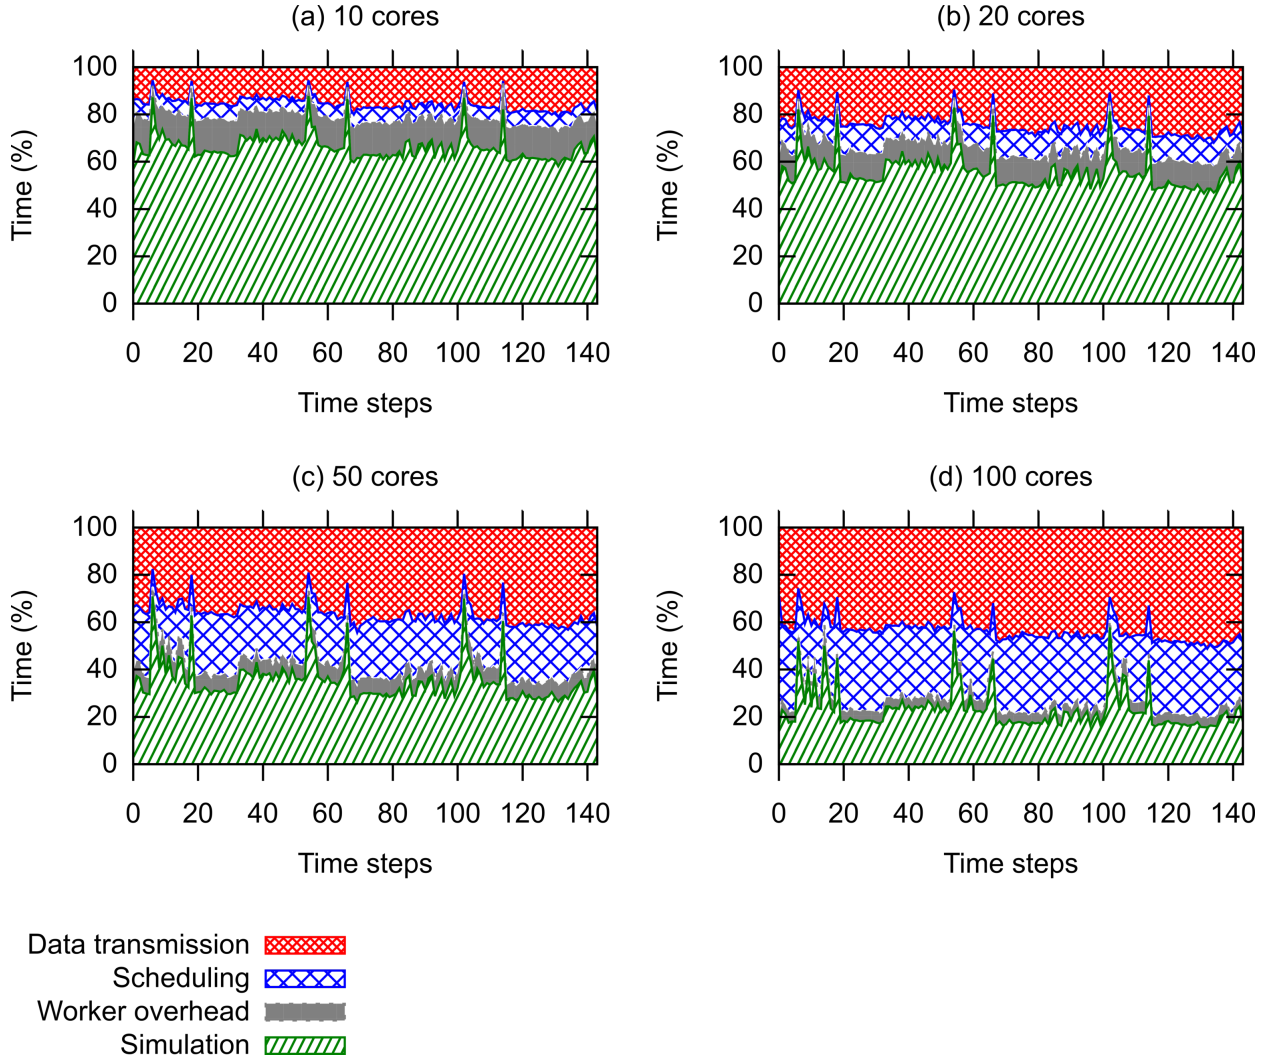 (a) 10 cores
(b) 20 cores
Time (%)
100
80
60
40
20
0
0 20 40 60 80 100 120 140
Time steps
Time (%)
100
80
60
40
20
0
0 20 40 60 80 100 120 140
Time steps
(c) 50 cores
(d) 100 cores
Time (%)
100
80
60
40
20
0
0 20 40 60 80 100 120 140
Time steps
Time (%)
100
80
60
40
20
0
0 20 40 60 80 100 120 140
Time steps
Data transmission
Scheduling
Worker overhead
Simulation